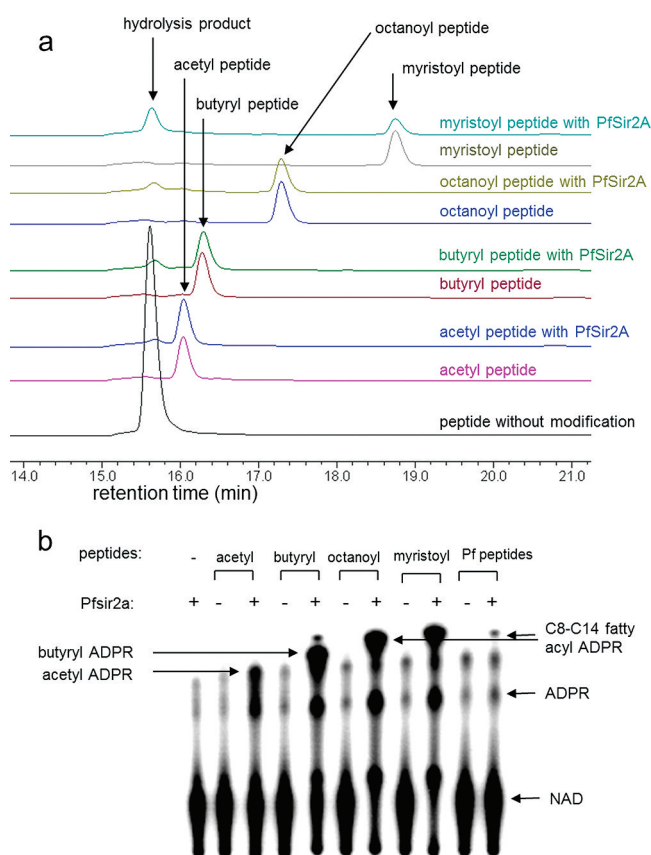 a
hydrolysis product
acetyl peptide
butyryl peptide
octanoyl peptide
myristoyl peptide
myristoyl peptide with PfSir2A
myristoyl peptide
octanoyl peptide with PfSir2A
octanoyl peptide
butyryl peptide with PfSir2A
butyryl peptide
acetyl peptide with PfSir2A
acetyl peptide
peptide without modification
14.0 15.0 16.0 17.0 18.0 19.0 20.0 21.0
retention time (min)
b
peptides: - acetyl butyryl octanoyl myristoyl Pf peptides
Pfsir2a: + - + - + - + - + - +
butyryl ADPR
acetyl ADPR
C8-C14 fatty
acyl ADPR
ADPR
NAD